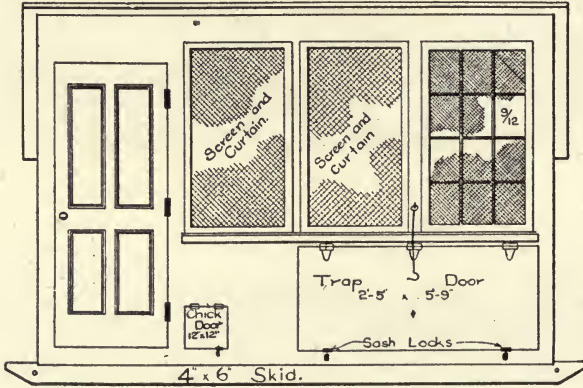 Screen and
Curtain.
Screen and
Curtain
9/12
Trap Door
2'-5" x 5'-9"
Chick
Door
12"x12"
Sash Locks
4" x 6" Skid.